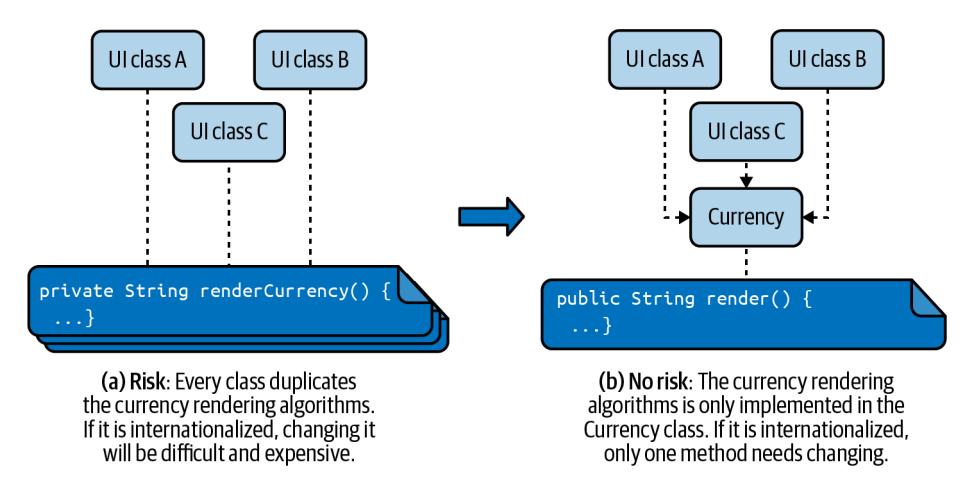 UI class A
UI class B
UI class C
private String renderCurrency() {
...}
(a) Risk: Every class duplicates
the currency rendering algorithms.
If it is internationalized, changing it
will be difficult and expensive.
UI class A
UI class B
UI class C
Currency
public String render() {
...}
(b) No risk: The currency rendering
algorithms is only implemented in the
Currency class. If it is internationalized,
only one method needs changing.